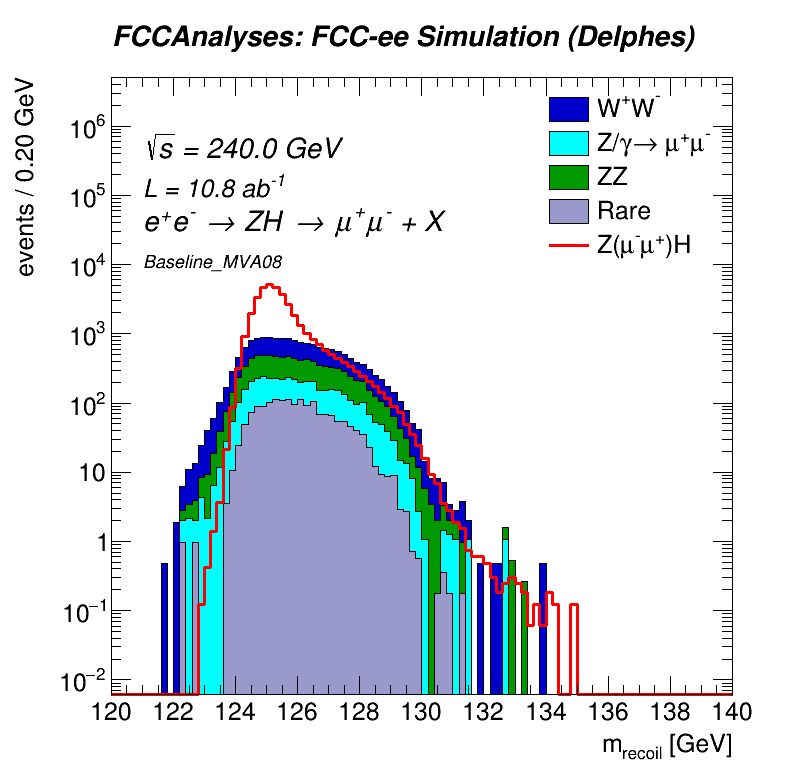 FCCAnalyses: FCC-ee Simulation (Delphes)
events / 0.20 GeV
√s = 240.0 GeV
L = 10.8 ab⁻¹
e⁺e⁻ → ZH → μ⁺μ⁻ + X
Baseline_MVA08
W⁺W⁻
Z/γ→ μ⁺μ⁻
ZZ
Rare
Z(μ⁻μ⁺)H
10⁶
10⁵
10⁴
10³
10²
10
1
10⁻¹
10⁻²
120 122 124 126 128 130 132 134 136 138 140
m_recoil [GeV]